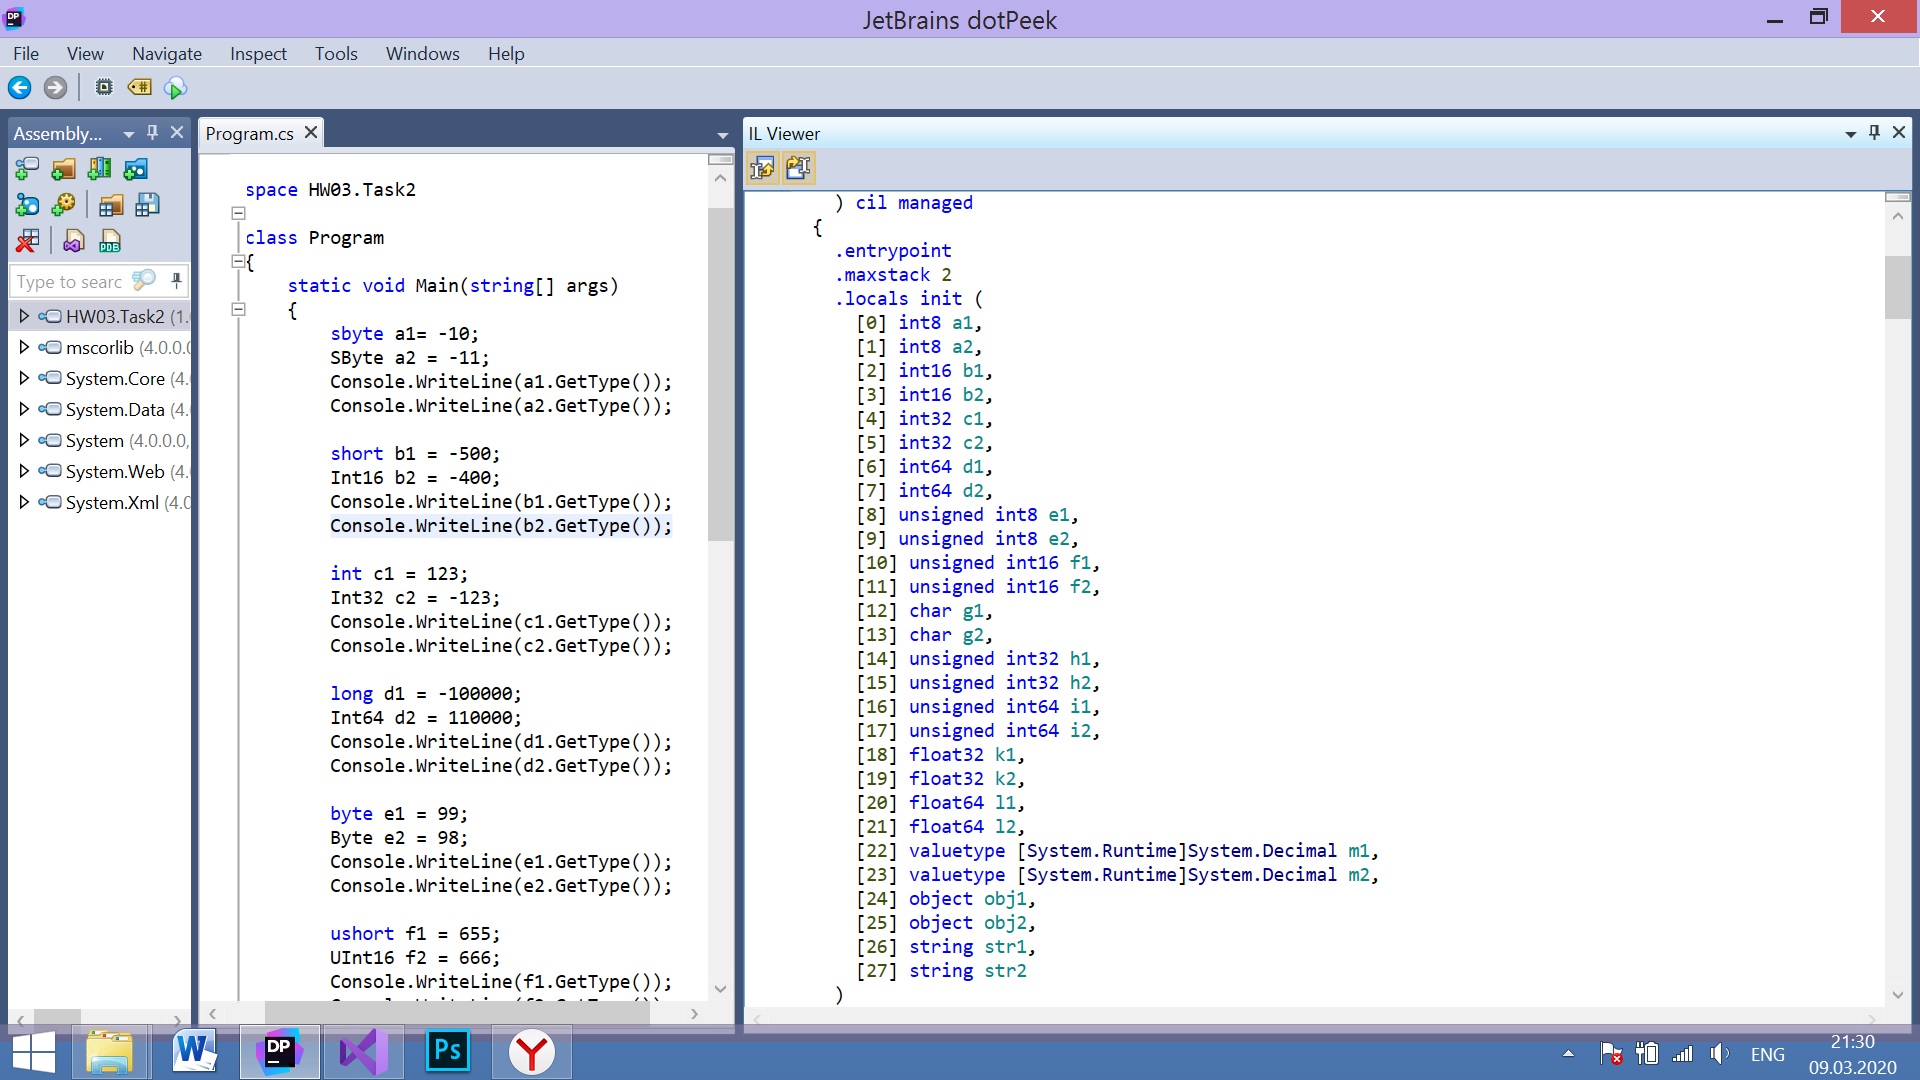 DP
JetBrains dotPeek
File View Navigate Inspect Tools Windows Help
Assembly...
Type to searc
HW03.Task2 (1.
mscorlib (4.0.0.0
System.Core (4.
System.Data (4.
System (4.0.0.0,
System.Web (4.
System.Xml (4.0
PDB
Program.cs
space HW03.Task2
class Program
{
static void Main(string[] args)
{
sbyte a1= -10;
SByte a2 = -11;
Console.WriteLine(a1.GetType());
Console.WriteLine(a2.GetType());
short b1 = -500;
Int16 b2 = -400;
Console.WriteLine(b1.GetType());
Console.WriteLine(b2.GetType());
int c1 = 123;
Int32 c2 = -123;
Console.WriteLine(c1.GetType());
Console.WriteLine(c2.GetType());
long d1 = -100000;
Int64 d2 = 110000;
Console.WriteLine(d1.GetType());
Console.WriteLine(d2.GetType());
byte e1 = 99;
Byte e2 = 98;
Console.WriteLine(e1.GetType());
Console.WriteLine(e2.GetType());
ushort f1 = 655;
UInt16 f2 = 666;
Console.WriteLine(f1.GetType());
IL Viewer
) cil managed
{
.entrypoint
.maxstack 2
.locals init (
[0] int8 a1,
[1] int8 a2,
[2] int16 b1,
[3] int16 b2,
[4] int32 c1,
[5] int32 c2,
[6] int64 d1,
[7] int64 d2,
[8] unsigned int8 e1,
[9] unsigned int8 e2,
[10] unsigned int16 f1,
[11] unsigned int16 f2,
[12] char g1,
[13] char g2,
[14] unsigned int32 h1,
[15] unsigned int32 h2,
[16] unsigned int64 i1,
[17] unsigned int64 i2,
[18] float32 k1,
[19] float32 k2,
[20] float64 l1,
[21] float64 l2,
[22] valuetype [System.Runtime]System.Decimal m1,
[23] valuetype [System.Runtime]System.Decimal m2,
[24] object obj1,
[25] object obj2,
[26] string str1,
[27] string str2
)
W
DP
Ps
Y
ENG
21:30
09.03.2020